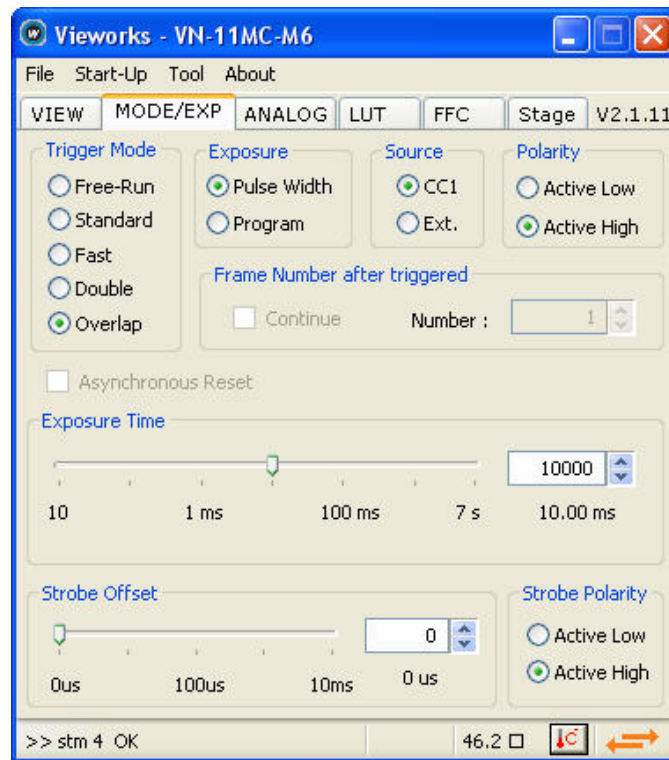 Vieworks - VN-11MC-M6
File Start-Up Tool About
VIEW MODE/EXP ANALOG LUT FFC Stage V2.1.11
Trigger Mode
Free-Run
Standard
Fast
Double
Overlap
Exposure
Pulse Width
Program
Source
CC1
Ext.
Polarity
Active Low
Active High
Frame Number after triggered
Continue Number : 1
Asynchronous Reset
Exposure Time
10000
10 1 ms 100 ms 7 s 10.00 ms
Strobe Offset
0
0us 100us 10ms 0 us
Strobe Polarity
Active Low
Active High
>> stm 4 OK 46.2 □